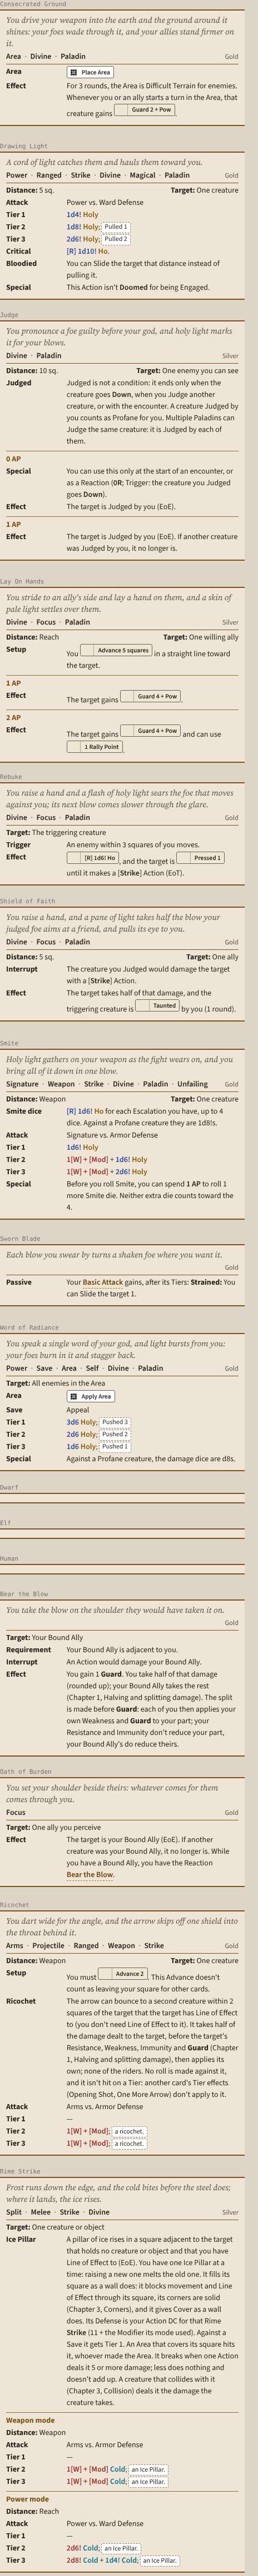 Consecrated Ground
You drive your weapon into the earth and the ground around it
shines: your foes wade through it, and your allies stand firmer on
it.
Area · Divine · Paladin Gold
Area Place Area
Effect For 3 rounds, the Area is Difficult Terrain for enemies.
Whenever you or an ally starts a turn in the Area, that
creature gains Guard 2 + Pow.
Drawing Light
A cord of light catches them and hauls them toward you.
Power · Ranged · Strike · Divine · Magical · Paladin Gold
Distance: 5 sq. Target: One creature
Attack Power vs. Ward Defense
Tier 1 1d4! Holy
Tier 2 1d8! Holy; Pulled 1
Tier 3 2d6! Holy; Pulled 2
Critical [R] 1d10! Ho.
Bloodied You can Slide the target that distance instead of
pulling it.
Special This Action isn't Doomed for being Engaged.
Judge
You pronounce a foe guilty before your god, and holy light marks
it for your blows.
Divine · Paladin Silver
Distance: 10 sq. Target: One enemy you can see
Judged Judged is not a condition: it ends only when the
creature goes Down, when you Judge another
creature, or with the encounter. A creature Judged by
you counts as Profane for you. Multiple Paladins can
Judge the same creature: it is Judged by each of
them.
0 AP
Special You can use this only at the start of an encounter, or
as a Reaction (0R; Trigger: the creature you Judged
goes Down).
Effect The target is Judged by you (EoE).
1 AP
Effect The target is Judged by you (EoE). If another creature
was Judged by you, it no longer is.
Lay On Hands
You stride to an ally's side and lay a hand on them, and a skin of
pale light settles over them.
Divine · Focus · Paladin Gold
Distance: Reach Target: One willing ally
Setup You Advance 5 squares in a straight line toward
the target.
1 AP
Effect The target gains Guard 4 + Pow.
2 AP
Effect The target gains Guard 4 + Pow and can use
1 Rally Point.
Rebuke
You raise a hand and a flash of holy light sears the foe that moves
against you; its next blow comes slower through the glare.
Divine · Focus · Paladin Gold
Target: The triggering creature
Trigger An enemy within 3 squares of you moves.
Effect [R] 1d6! Ho, and the target is Pressed 1
until it makes a [Strike] Action (EoT).
Shield of Faith
You raise a hand, and a pane of light takes half the blow your
judged foe aims at a friend, and pulls its eye to you.
Divine · Focus · Paladin Gold
Distance: 5 sq. Target: One ally
Interrupt The creature you Judged would damage the target
with a [Strike] Action.
Effect The target takes half of that damage, and the
triggering creature is Taunted by you (1 round).
Smite
Holy light gathers on your weapon as the fight wears on, and you
bring all of it down in one blow.
Signature · Weapon · Strike · Divine · Paladin · Unfailing
Gold
Distance: Weapon Target: One creature
Smite dice [R] 1d6! Ho for each Escalation you have, up to 4
dice. Against a Profane creature they are 1d8!s.
Attack Signature vs. Armor Defense
Tier 1 1d6! Holy
Tier 2 1[W] + [Mod] + 1d6! Holy
Tier 3 1[W] + [Mod] + 2d6! Holy
Special Before you roll Smite, you can spend 1 AP to roll 1
more Smite die. Neither extra die counts toward the
4.
Sworn Blade
Each blow you swear by turns a shaken foe where you want it.
Gold
Passive Your Basic Attack gains, after its Tiers: Strained: You
can Slide the target 1.
Word of Radiance
You speak a single word of your god, and light bursts from you:
your foes burn in it and stagger back.
Power · Save · Area · Self · Divine · Paladin Gold
Target: All enemies in the Area
Area Apply Area
Save Appeal
Tier 1 3d6 Holy; Pushed 3
Tier 2 2d6 Holy; Pushed 2
Tier 3 1d6 Holy; Pushed 1
Special Against a Profane creature, the damage dice are d8s.
Dwarf
Elf
Human
Bear the Blow
You take the blow on the shoulder they would have taken it on.
Gold
Target: Your Bound Ally
Requirement Your Bound Ally is adjacent to you.
Interrupt An Action would damage your Bound Ally.
Effect You gain 1 Guard. You take half of that damage
(rounded up); your Bound Ally takes the rest
(Chapter 1, Halving and splitting damage). The split
is made before Guard: each of you then applies your
own Weakness and Guard to your part; your
Resistance and Immunity don't reduce your part,
your Bound Ally's do reduce theirs.
Oath of Burden
You set your shoulder beside theirs: whatever comes for them
comes through you.
Focus Gold
Target: One ally you perceive
Effect The target is your Bound Ally (EoE). If another
creature was your Bound Ally, it no longer is. While
you have a Bound Ally, you have the Reaction
Bear the Blow.
Ricochet
You dart wide for the angle, and the arrow skips off one shield into
the throat behind it.
Arms · Projectile · Ranged · Weapon · Strike Gold
Distance: Weapon Target: One creature
Setup You must Advance 2. This Advance doesn't
count as leaving your square for other cards.
Ricochet The arrow can bounce to a second creature within 2
squares of the target that the target has Line of Effect
to (you don't need Line of Effect to it). It takes half of
the damage dealt to the target, before the target's
Resistance, Weakness, Immunity and Guard (Chapter
1, Halving and splitting damage), then applies its
own; none of the riders. No roll is made against it,
and it isn't hit on a Tier: another card's Tier effects
(Opening Shot, One More Arrow) don't apply to it.
Attack Arms vs. Armor Defense
Tier 1 —
Tier 2 1[W] + [Mod]; a ricochet.
Tier 3 1[W] + [Mod]; a ricochet.
Rime Strike
Frost runs down the edge, and the cold bites before the steel does;
where it lands, the ice rises.
Split · Melee · Strike · Divine Silver
Target: One creature or object
Ice Pillar A pillar of ice rises in a square adjacent to the target
that holds no creature or object and that you have
Line of Effect to (EoE). You have one Ice Pillar at a
time: raising a new one melts the old one. It fills its
square as a wall does: it blocks movement and Line
of Effect through its square, its corners are solid
(Chapter 3, Corners), and it gives Cover as a wall
does. Its Defense is your Action DC for that Rime
Strike (11 + the Modifier its mode used). Against a
Save it gets Tier 1. An Area that covers its square hits
it, whoever made the Area. It breaks when one Action
deals it 5 or more damage; less does nothing and
doesn't add up. A creature that collides with it
(Chapter 3, Collision) deals it the damage the
creature takes.
Weapon mode
Distance: Weapon
Attack Arms vs. Armor Defense
Tier 1 —
Tier 2 1[W] + [Mod] Cold; an Ice Pillar.
Tier 3 1[W] + [Mod] Cold; an Ice Pillar.
Power mode
Distance: Reach
Attack Power vs. Ward Defense
Tier 1 —
Tier 2 2d6! Cold; an Ice Pillar.
Tier 3 2d8! Cold + 1d4! Cold; an Ice Pillar.